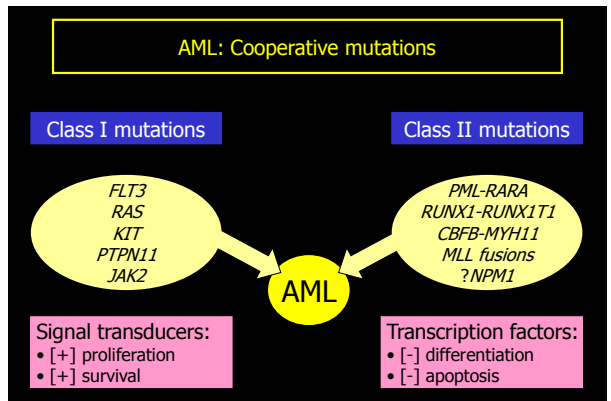 AML: Cooperative mutations
Class I mutations
Class II mutations
FLT3
RAS
KIT
PTPN11
JAK2
PML-RARA
RUNX1-RUNX1T1
CBFB-MYH11
MLL fusions
?NPM1
AML
Signal transducers:
• [+] proliferation
• [+] survival
Transcription factors:
• [-] differentiation
• [-] apoptosis